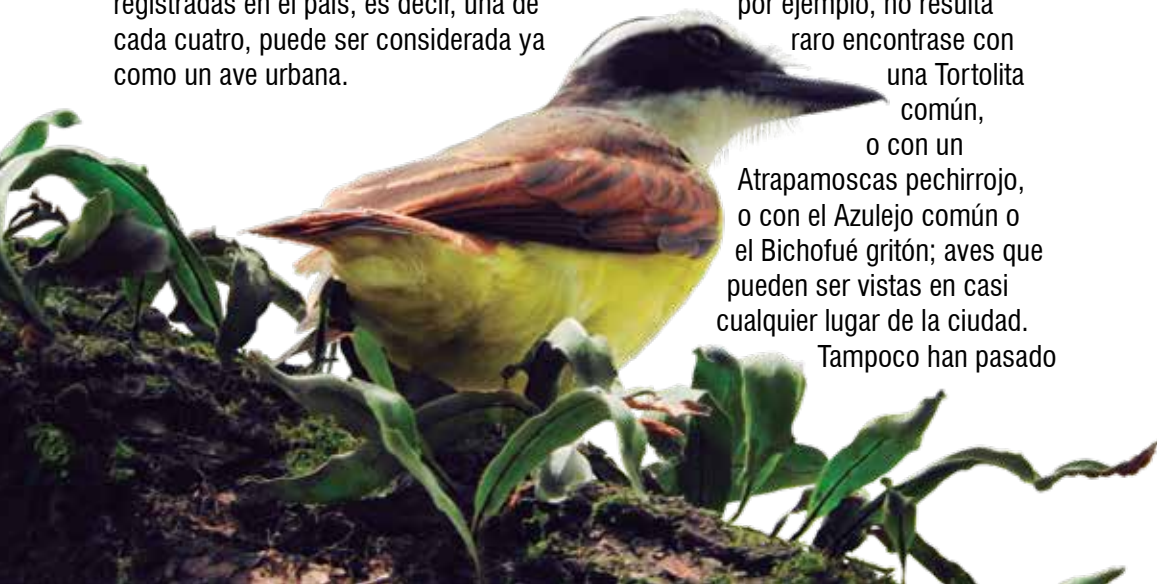 registradas en el país, es decir, una de
cada cuatro, puede ser considerada ya
como un ave urbana.
por ejemplo, no resulta
raro encontrase con
una Tortolita
común,
o con un
Atrapamoscas pechirrojo,
o con el Azulejo común o
el Bichofué gritón; aves que
pueden ser vistas en casi
cualquier lugar de la ciudad.
Tampoco han pasado